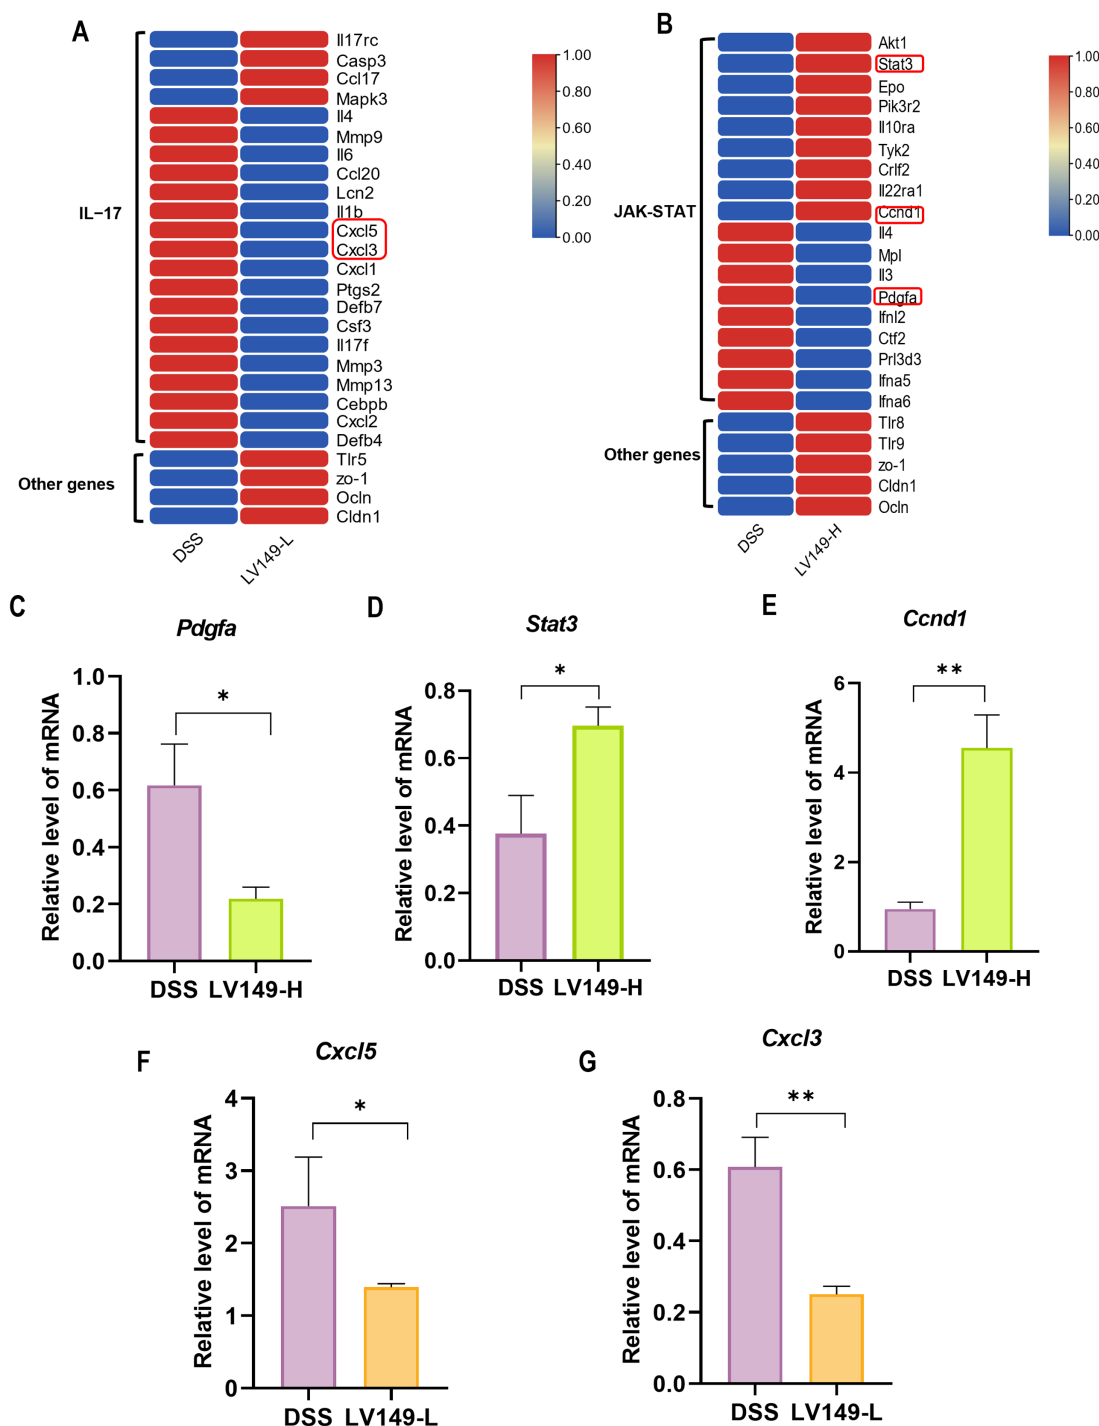 A
Il17rc
Casp3
Ccl17
Mapk3
Il4
Mmp9
Il6
Ccl20
Lcn2
Il1b
Cxcl5
Cxcl3
Cxcl1
Ptgs2
Defb7
Csf3
Il17f
Mmp3
Mmp13
Cebpb
Cxcl2
Defb4
Tlr5
zo-1
Ocln
Cldn1
IL−17
Other genes
DSS
LV149-L
1.00
0.80
0.60
0.40
0.20
0.00
B
Akt1
Stat3
Epo
Pik3r2
Il10ra
Tyk2
Crlf2
Il22ra1
Ccnd1
Il4
Mpl
Il3
Pdgfa
Ifnl2
Ctf2
Prl3d3
Ifna5
Ifna6
Tlr8
Tlr9
zo-1
Cldn1
Ocln
JAK-STAT
Other genes
DSS
LV149-H
1.00
0.80
0.60
0.40
0.20
0.00
C
Pdgfa
Relative level of mRNA
1.0
0.8
0.6
0.4
0.2
0.0
*
DSS LV149-H
D
Stat3
Relative level of mRNA
0.8
0.6
0.4
0.2
0.0
*
DSS LV149-H
E
Ccnd1
Relative level of mRNA
6
4
2
0
**
DSS LV149-H
F
Cxcl5
Relative level of mRNA
4
3
2
1
0
*
DSS LV149-L
G
Cxcl3
Relative level of mRNA
0.8
0.6
0.4
0.2
0.0
**
DSS LV149-L